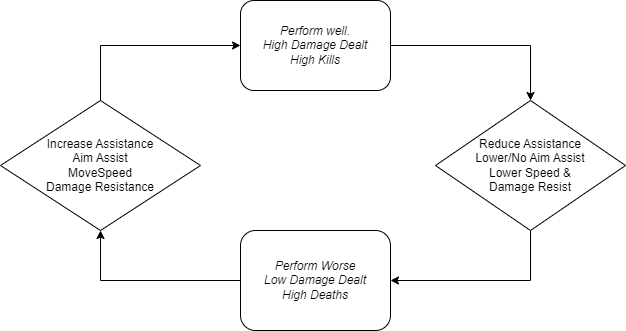 Perform well.
High Damage Dealt
High Kills
Increase Assistance
Aim Assist
MoveSpeed
Damage Resistance
Reduce Assistance
Lower/No Aim Assist
Lower Speed &
Damage Resist
Perform Worse
Low Damage Dealt
High Deaths